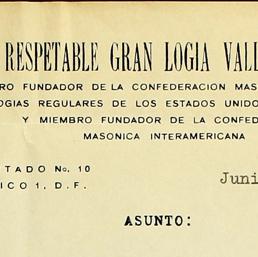 RESPETABLE GRAN LOGIA VALL
RO FUNDADOR DE LA CONFEDERACION MAS
OGIAS REGULARES DE LOS ESTADOS UNIDO
Y MIEMBRO FUNDADOR DE LA CONFED
MASONICA INTERAMERICANA
TADO No. 10
ICO 1, D.F.
Juni
ASUNTO: